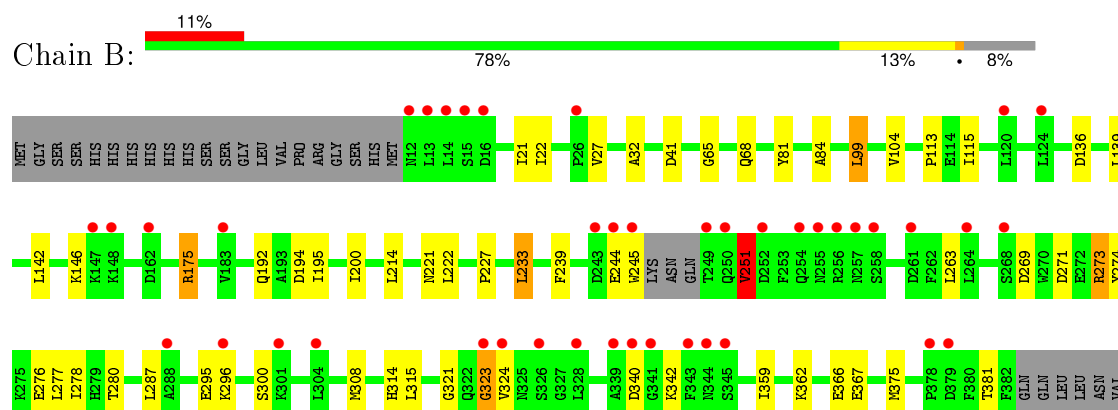 11%
Chain B:
78% 13% • 8%
MET GLY SER SER HIS HIS HIS HIS HIS HIS SER SER GLY LEU VAL PRO ARG GLY SER HIS MET N12 L13 L14 S15 D16 I21 I22 P26 V27 A32 D41 G65 Q68 Y81 A84 L99 V104 P113 E114 I115 L120 L124 D136 L139
L142 K146 K147 K148 D162 R175 V183 Q192 A193 D194 I195 I200 L214 N221 L222 P227 L233 F239 D243 E244 W245 LYS ASN GLN T249 Q250 V251 D252 F253 Q254 N255 R256 N257 S258 D261 F262 L263 L264 S268 D269 W270 D271 E272 R273 Y274
K275 E276 L277 I278 H279 T280 L287 A288 E295 K296 S300 K301 L304 M308 H314 L315 G321 Q322 G323 V324 N325 S326 G327 L328 A339 D340 G341 K342 F343 N344 S345 I359 K362 E366 E367 M375 P378 D379 F380 T381 F382 GLN GLN LEU LEU ASN